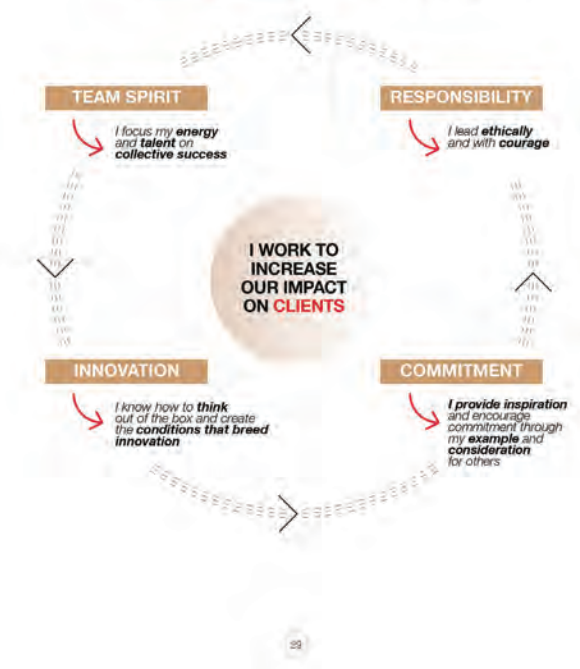 TEAM SPIRIT
I focus my energy
and talent on
collective success
RESPONSIBILITY
I lead ethically
and with courage
I WORK TO
INCREASE
OUR IMPACT
ON CLIENTS
INNOVATION
I know how to think
out of the box and create
the conditions that breed
innovation
COMMITMENT
I provide inspiration
and encourage
commitment through
my example and
consideration
for others
29